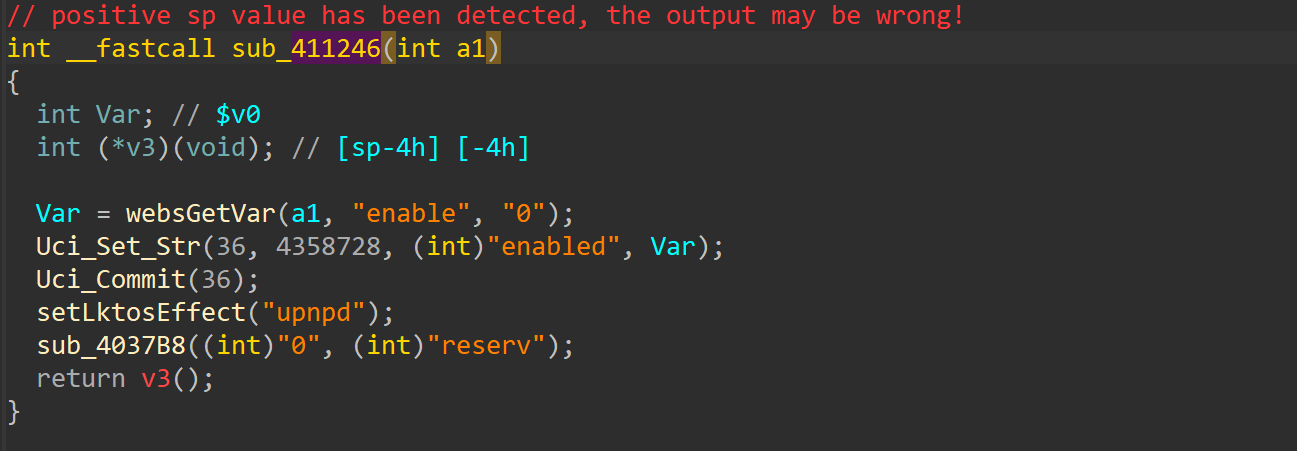 // positive sp value has been detected, the output may be wrong!
int __fastcall sub_411246(int a1)
{
  int Var; // $v0
  int (*v3)(void); // [sp-4h] [-4h]

  Var = websGetVar(a1, "enable", "0");
  Uci_Set_Str(36, 4358728, (int)"enabled", Var);
  Uci_Commit(36);
  setLktosEffect("upnpd");
  sub_4037B8((int)"0", (int)"reserv");
  return v3();
}